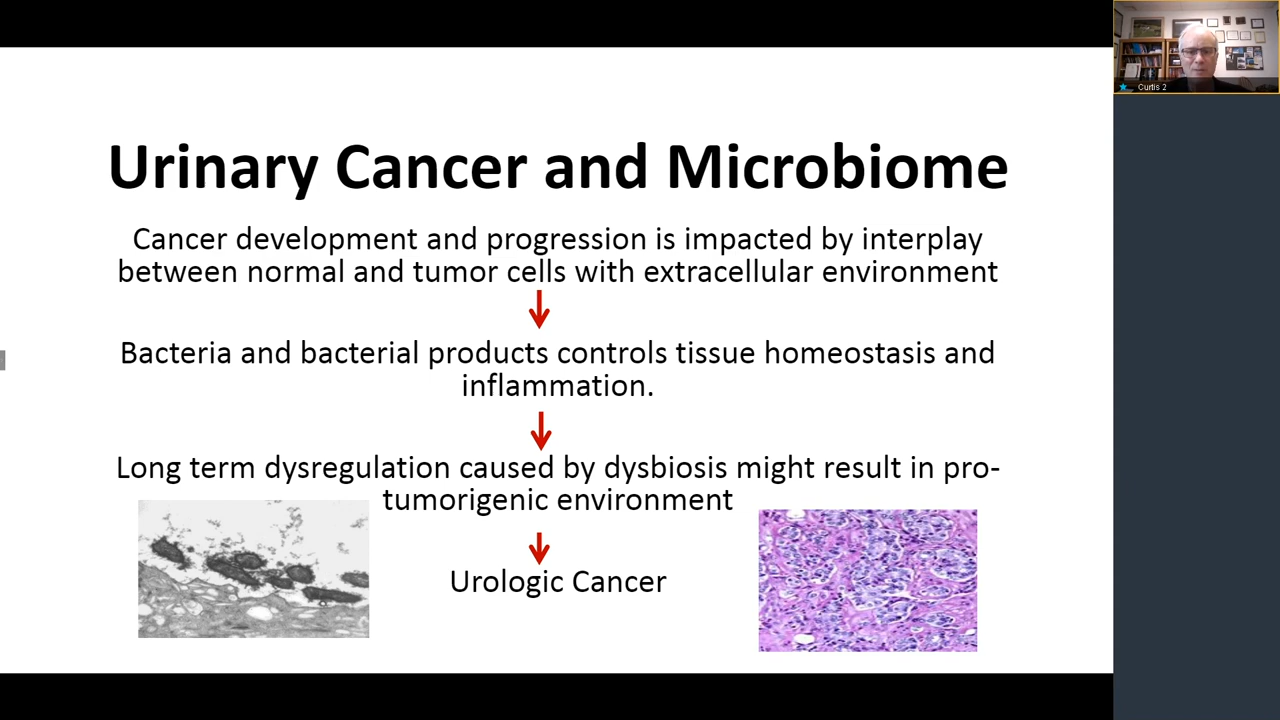 Urinary Cancer and Microbiome
Cancer development and progression is impacted by interplay
between normal and tumor cells with extracellular environment
Bacteria and bacterial products controls tissue homeostasis and
inflammation.
Long term dysregulation caused by dysbiosis might result in pro-
tumorigenic environment
Urologic Cancer
Curtis 2